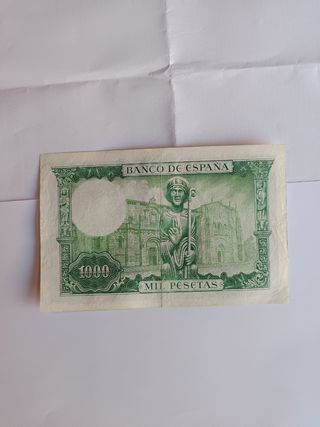 BANCO DE ESPAÑA
1000
MIL PESETAS